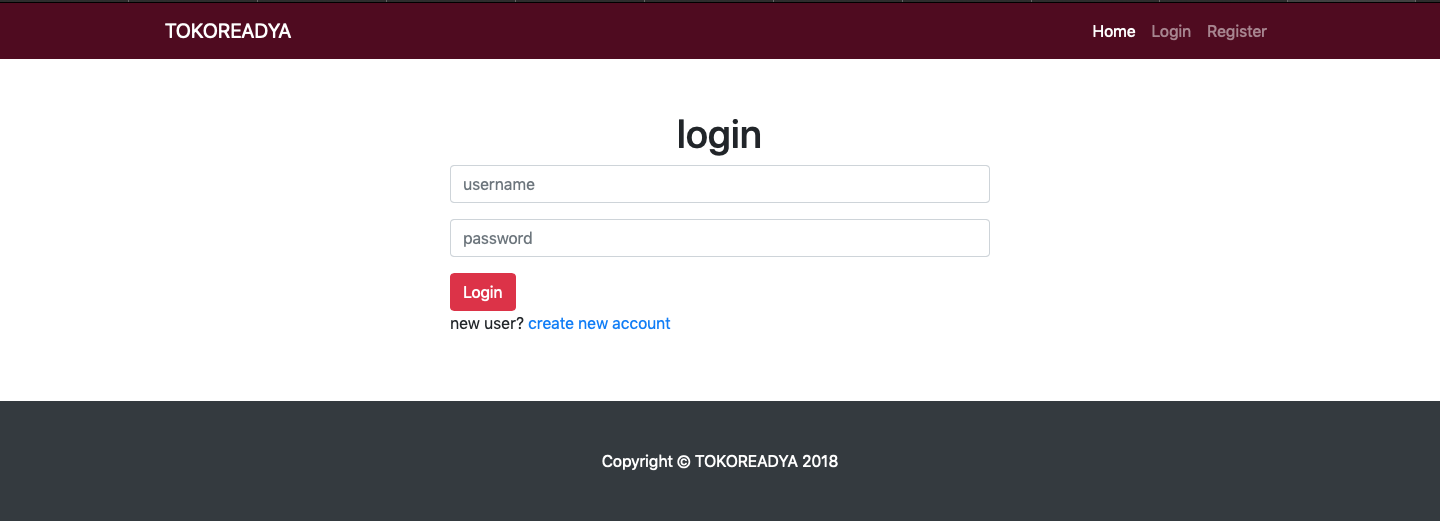 TOKOREADYA Home Login Register
login
username
password
Login
new user? create new account
Copyright © TOKOREADYA 2018